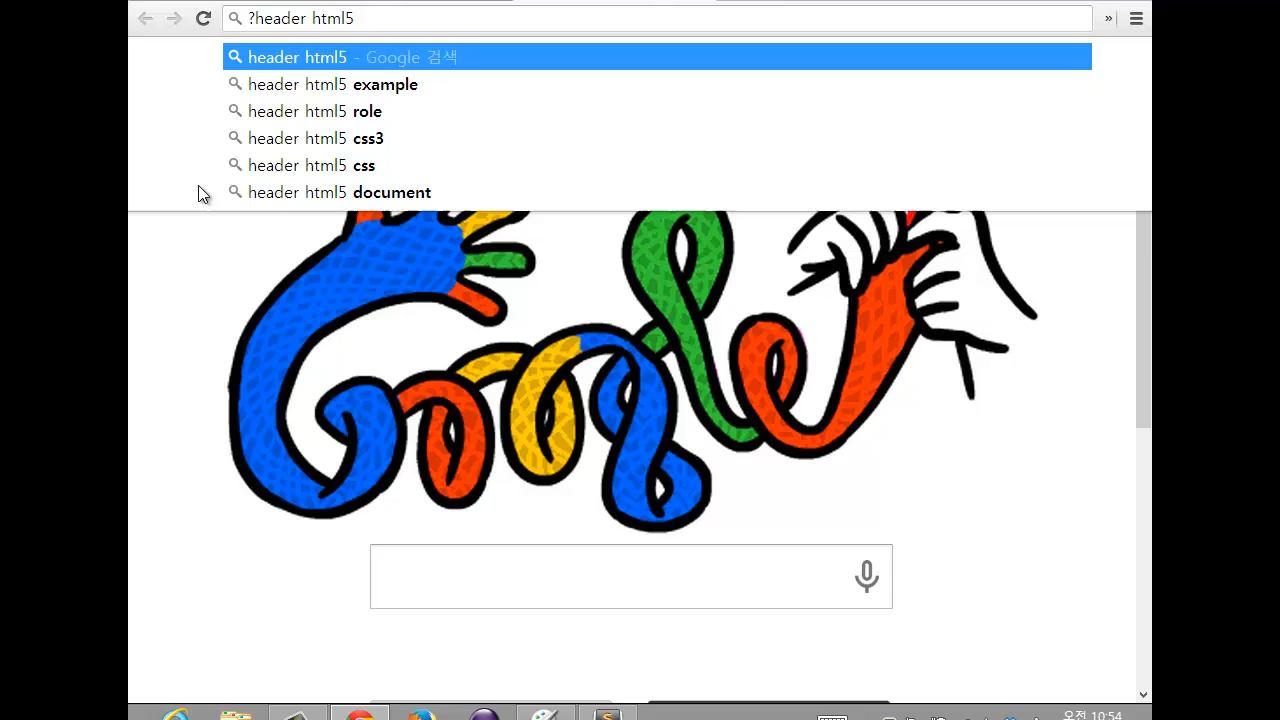 ?header html5
»
header html5 - Google 검색
header html5 example
header html5 role
header html5 css3
header html5 css
header html5 document
Google
오전 10:54